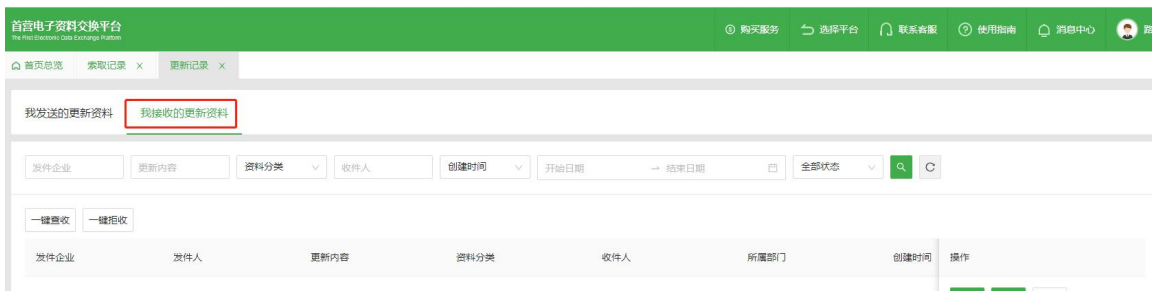 首营电子资料交换平台
The First Electronic Data Exchange Platform
购买服务 选择平台 联系客服 使用指南 消息中心
首页总览 索取记录 × 更新记录 ×
我发送的更新资料 我接收的更新资料
发件企业 更新内容 资料分类 收件人 创建时间 开始日期 → 结束日期 全部状态
一键查收 一键拒收
发件企业 发件人 更新内容 资料分类 收件人 所属部门 创建时间 操作